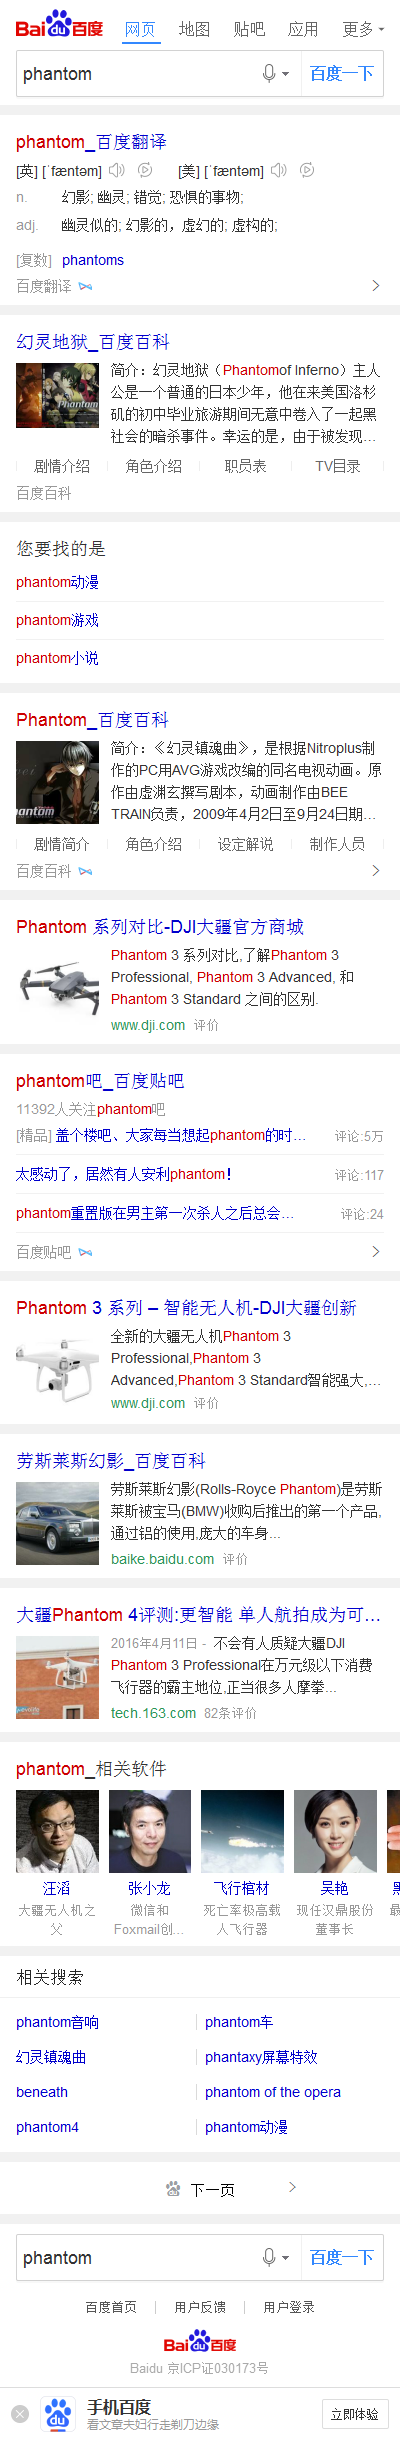 Bai du 百度 网页 地图 贴吧 应用 更多
phantom 百度一下
phantom_百度翻译
[英] [ˈfæntəm] [美] [ˈfæntəm]
n. 幻影; 幽灵; 错觉; 恐惧的事物;
adj. 幽灵似的; 幻影的，虚幻的; 虚构的;
[复数] phantoms
百度翻译
幻灵地狱_百度百科
简介：幻灵地狱（Phantomof Inferno）主人
公是一个普通的日本少年，他在来美国洛杉
矶的初中毕业旅游期间无意中卷入了一起黑
社会的暗杀事件。幸运的是，由于被发现...
剧情介绍 角色介绍 职员表 TV目录
百度百科
您要找的是
phantom动漫
phantom游戏
phantom小说
Phantom_百度百科
简介:《幻灵镇魂曲》，是根据Nitroplus制
作的PC用AVG游戏改编的同名电视动画。原
作由虚渊玄撰写剧本，动画制作由BEE
TRAIN负责，2009年4月2日至9月24日期...
剧情简介 角色介绍 设定解说 制作人员
百度百科
Phantom 系列对比-DJI大疆官方商城
Phantom 3 系列对比,了解Phantom 3
Professional, Phantom 3 Advanced, 和
Phantom 3 Standard 之间的区别.
www.dji.com 评价
phantom吧_百度贴吧
11392人关注phantom吧
[精品] 盖个楼吧、大家每当想起phantom的时... 评论:5万
太感动了，居然有人安利phantom！ 评论:117
phantom重置版在男主第一次杀人之后总会... 评论:24
百度贴吧
Phantom 3 系列 – 智能无人机-DJI大疆创新
全新的大疆无人机Phantom 3
Professional,Phantom 3
Advanced,Phantom 3 Standard智能强大,...
www.dji.com 评价
劳斯莱斯幻影_百度百科
劳斯莱斯幻影(Rolls-Royce Phantom)是劳斯
莱斯被宝马(BMW)收购后推出的第一个产品,
通过铝的使用,庞大的车身...
baike.baidu.com 评价
大疆Phantom 4评测:更智能 单人航拍成为可...
2016年4月11日 - 不会有人质疑大疆DJI
Phantom 3 Professional在万元级以下消费
飞行器的霸主地位,正当很多人摩拳...
tech.163.com 82条评价
phantom_相关软件
汪滔 张小龙 飞行棺材 吴艳
大疆无人机之父 微信和Foxmail创... 死亡率极高载人飞行器 现任汉鼎股份董事长
相关搜索
phantom音响 phantom车
幻灵镇魂曲 phantaxy屏幕特效
beneath phantom of the opera
phantom4 phantom动漫
下一页
phantom 百度一下
百度首页 用户反馈 用户登录
Bai du 百度
Baidu 京ICP证030173号
du 手机百度
看文章夫妇行走剃刀边缘
立即体验